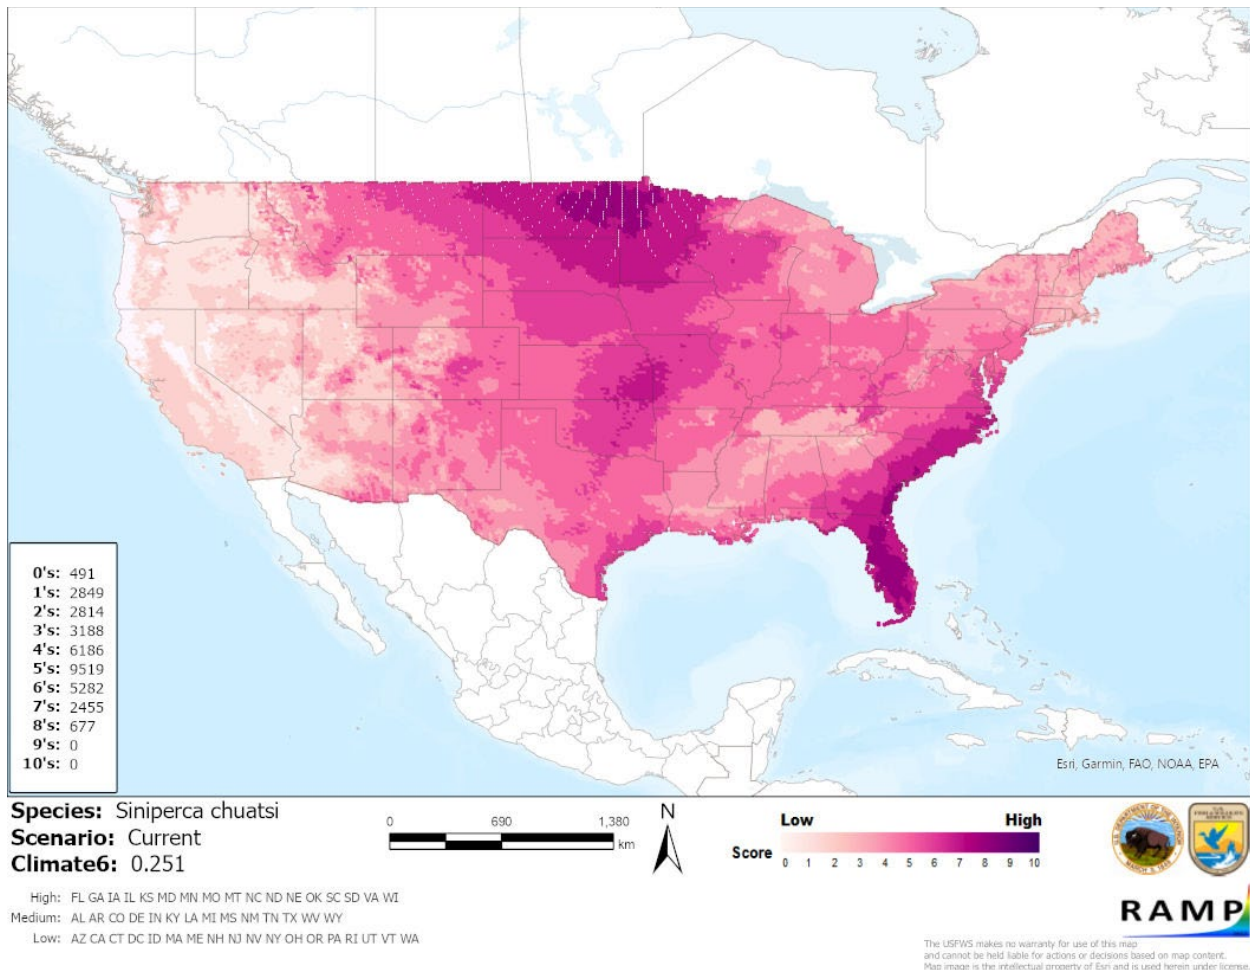 0's: 491
1's: 2849
2's: 2814
3's: 3188
4's: 6186
5's: 9519
6's: 5282
7's: 2455
8's: 677
9's: 0
10's: 0
Esri, Garmin, FAO, NOAA, EPA
Species: Siniperca chuatsi
Scenario: Current
Climate6: 0.251
0 690 1,380
km
N
Low High
Score 0 1 2 3 4 5 6 7 8 9 10
High: FL GA IA IL KS MD MN MO MT NC ND NE OK SC SD VA WI
Medium: AL AR CO DE IN KY LA MI MS NM TN TX WV WY
Low: AZ CA CT DC ID MA ME NH NJ NV NY OH OR PA RI UT VT WA
RAMP
The USFWS makes no warranty for use of this map
and cannot be held liable for actions or decisions based on map content.
Map image is the intellectual property of Esri and is used herein under license.